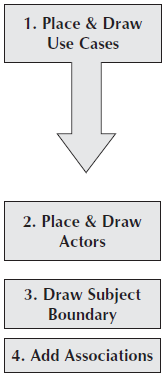 1. Place & Draw
Use Cases
2. Place & Draw
Actors
3. Draw Subject
Boundary
4. Add Associations